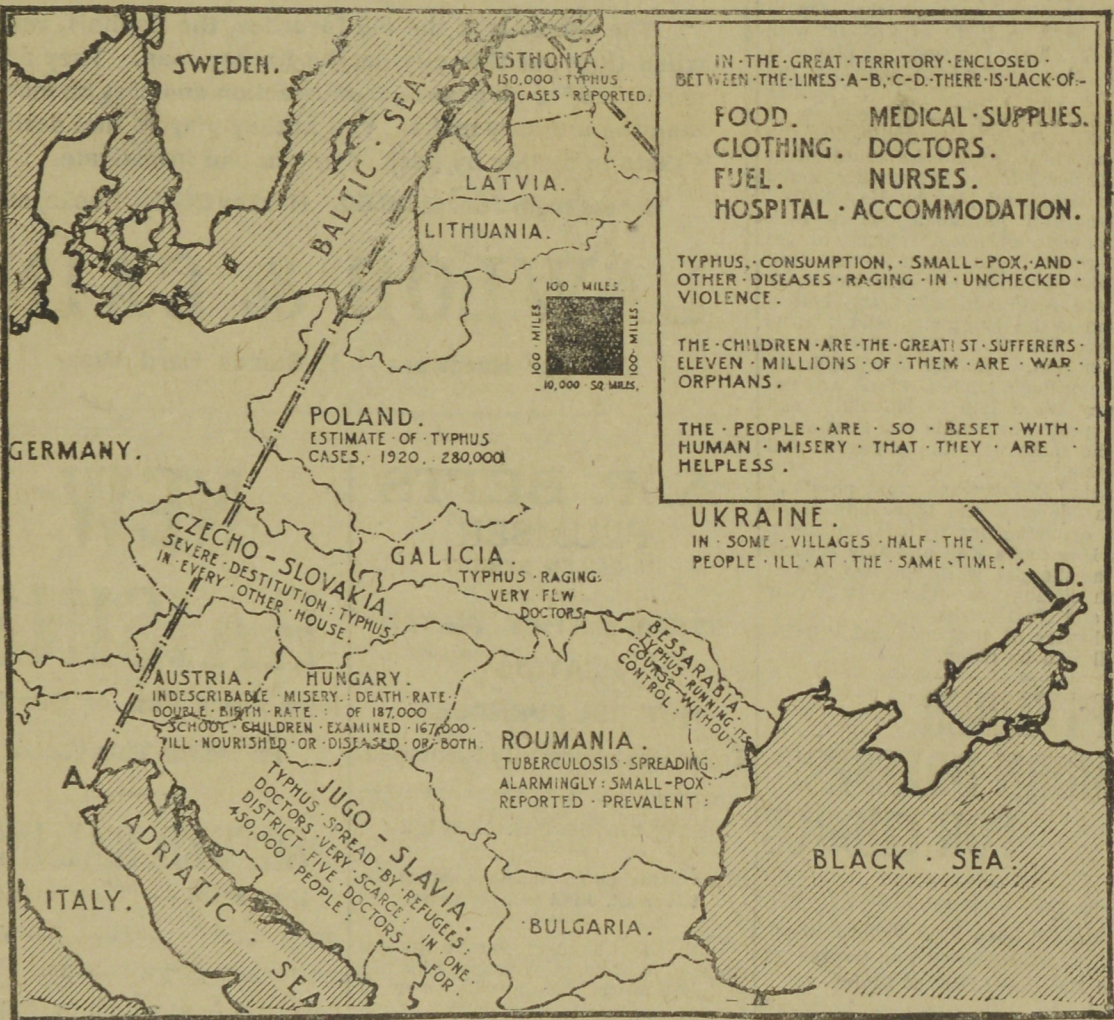 SWEDEN.
BALTIC · SEA.
B.
C.
ESTHONIA.
150,000 · TYPHUS
CASES · REPORTED.
LATVIA.
LITHUANIA.
IN · THE · GREAT · TERRITORY · ENCLOSED ·
BETWEEN · THE · LINES · A-B, · C-D. THERE · IS · LACK · OF:-
FOOD. MEDICAL · SUPPLIES.
CLOTHING. DOCTORS.
FUEL. NURSES.
HOSPITAL · ACCOMMODATION.
TYPHUS, · CONSUMPTION, · SMALL-POX, · AND ·
OTHER · DISEASES · RAGING · IN · UNCHECKED ·
VIOLENCE.
THE · CHILDREN · ARE · THE · GREATEST · SUFFERERS ·
ELEVEN · MILLIONS · OF · THEM · ARE · WAR ·
ORPHANS.
THE · PEOPLE · ARE · SO · BESET · WITH ·
HUMAN · MISERY · THAT · THEY · ARE ·
HELPLESS.
100 · MILES.
100 · MILES
100 · MILES.
10,000 · SQ MILES.
GERMANY.
POLAND.
ESTIMATE · OF · TYPHUS
CASES, · 1920, · 280,000
CZECHO - SLOVAKIA.
SEVERE · DESTITUTION : TYPHUS
IN · EVERY · OTHER · HOUSE.
GALICIA.
TYPHUS · RAGING:
VERY · FEW
DOCTORS
UKRAINE.
IN · SOME · VILLAGES · HALF · THE ·
PEOPLE · ILL · AT · THE · SAME · TIME.
D.
BESSARABIA
TYPHUS · RUNNING · ITS
COURSE · WITHOUT ·
CONTROL :
AUSTRIA. HUNGARY.
INDESCRIBABLE · MISERY. : DEATH · RATE ·
DOUBLE · BIRTH · RATE. : OF 187,000
SCHOOL · CHILDREN · EXAMINED · 167,000 ·
ILL · NOURISHED · OR · DISEASED · OR · BOTH.
ROUMANIA.
TUBERCULOSIS · SPREADING ·
ALARMINGLY : SMALL-POX ·
REPORTED · PREVALENT :
A.
JUGO - SLAVIA.
TYPHUS · SPREAD · BY · REFUGEES :
DOCTORS · VERY · SCARCE : IN · ONE ·
DISTRICT · FIVE · DOCTORS · FOR ·
450,000 · PEOPLE :
ADRIATIC · SEA
ITALY.
BULGARIA.
BLACK · SEA.